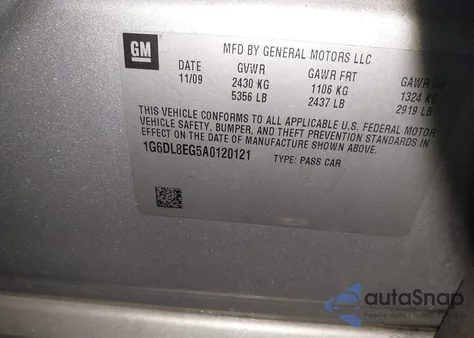 GM
MFD BY GENERAL MOTORS LLC
DATE GVWR GAWR FRT GAWR RR
11/09 2430 KG 1106 KG 1324 KG
5356 LB 2437 LB 2919 LB
THIS VEHICLE CONFORMS TO ALL APPLICABLE U.S. FEDERAL MOTOR
VEHICLE SAFETY, BUMPER, AND THEFT PREVENTION STANDARDS IN
EFFECT ON THE DATE OF MANUFACTURE SHOWN ABOVE.
1G6DL8EG5A0120121 TYPE: PASS CAR
autoSnap